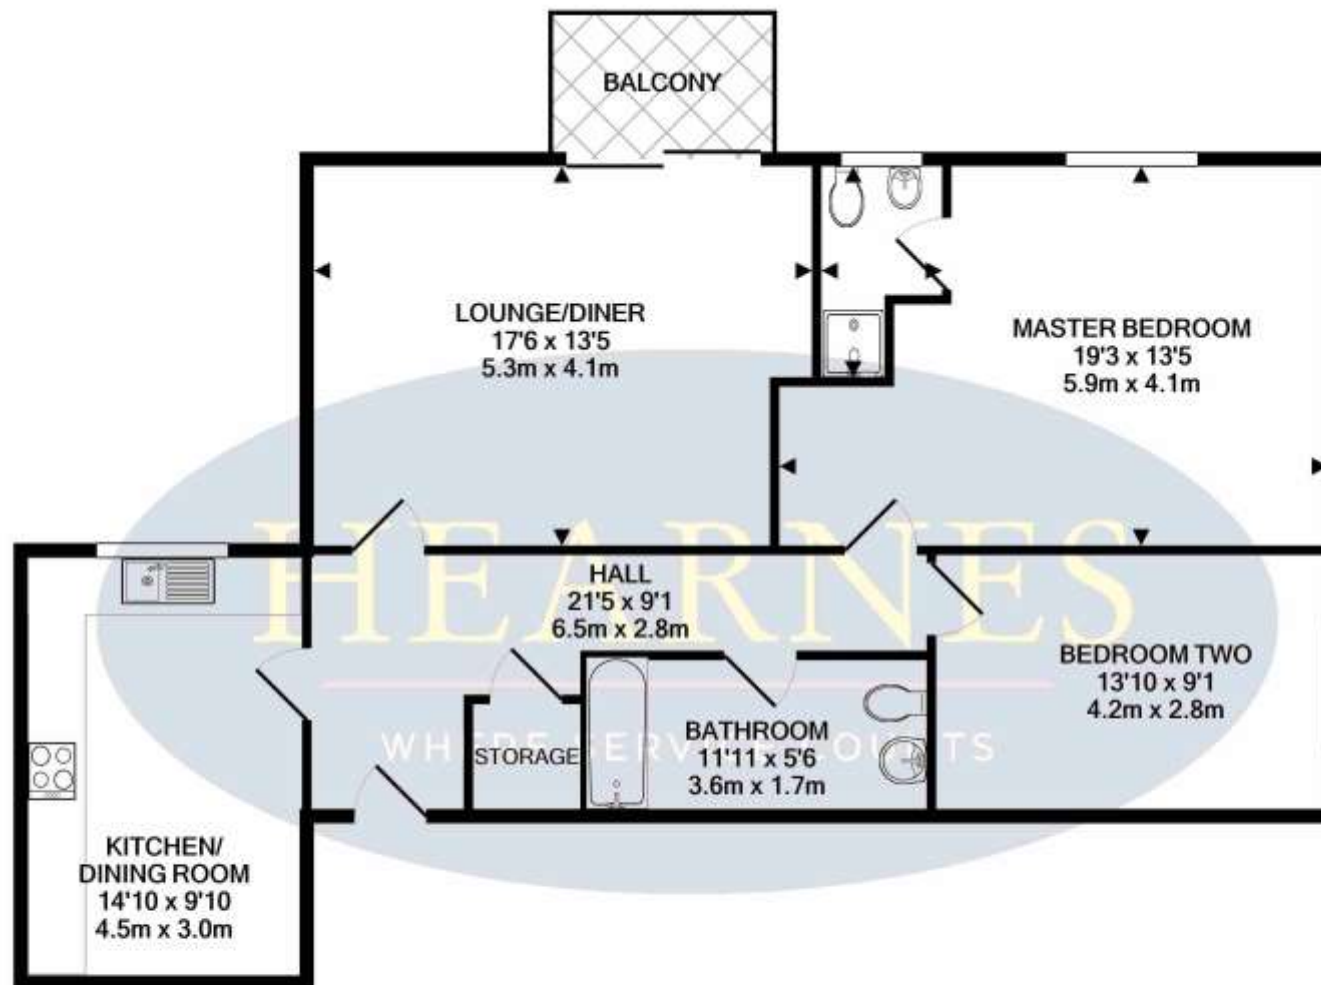 BALCONY
LOUNGE/DINER
17'6 x 13'5
5.3m x 4.1m
MASTER BEDROOM
19'3 x 13'5
5.9m x 4.1m
HEARNES
HALL
21'5 x 9'1
6.5m x 2.8m
BEDROOM TWO
13'10 x 9'1
4.2m x 2.8m
BATHROOM
11'11 x 5'6
3.6m x 1.7m
WHERE SERVICE COUNTS
STORAGE
KITCHEN/
DINING ROOM
14'10 x 9'10
4.5m x 3.0m